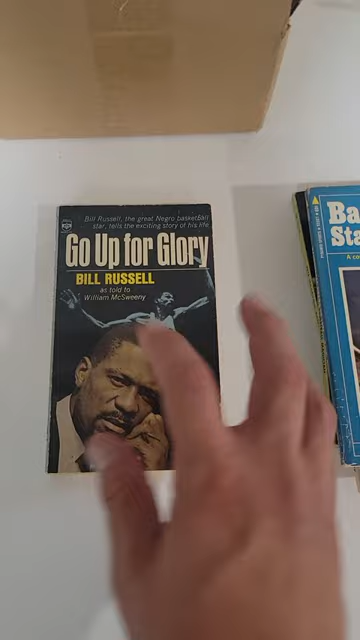 Bill Russell, the great Negro basketball
star, tells the exciting story of his life
Go Up for Glory
BILL RUSSELL
as told to
William McSweeny
Ba
Sta
A co